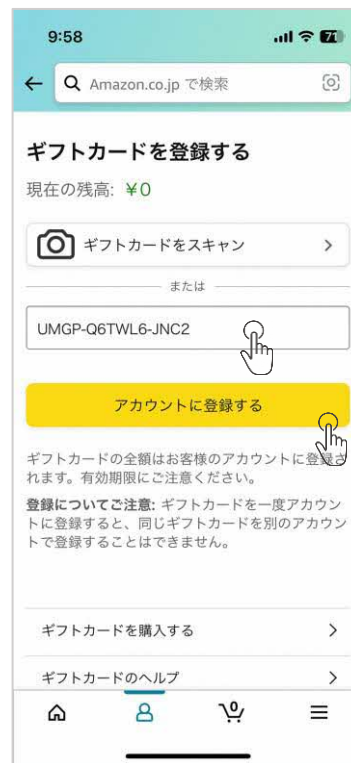 9:58
71
Amazon.co.jp で検索
ギフトカードを登録する
現在の残高: ¥0
ギフトカードをスキャン
または
UMGP-Q6TWL6-JNC2
アカウントに登録する
ギフトカードの全額はお客様のアカウントに登録さ
れます。有効期限にご注意ください。
登録についてご注意: ギフトカードを一度アカウン
トに登録すると、同じギフトカードを別のアカウン
トで登録することはできません。
ギフトカードを購入する
ギフトカードのヘルプ
0